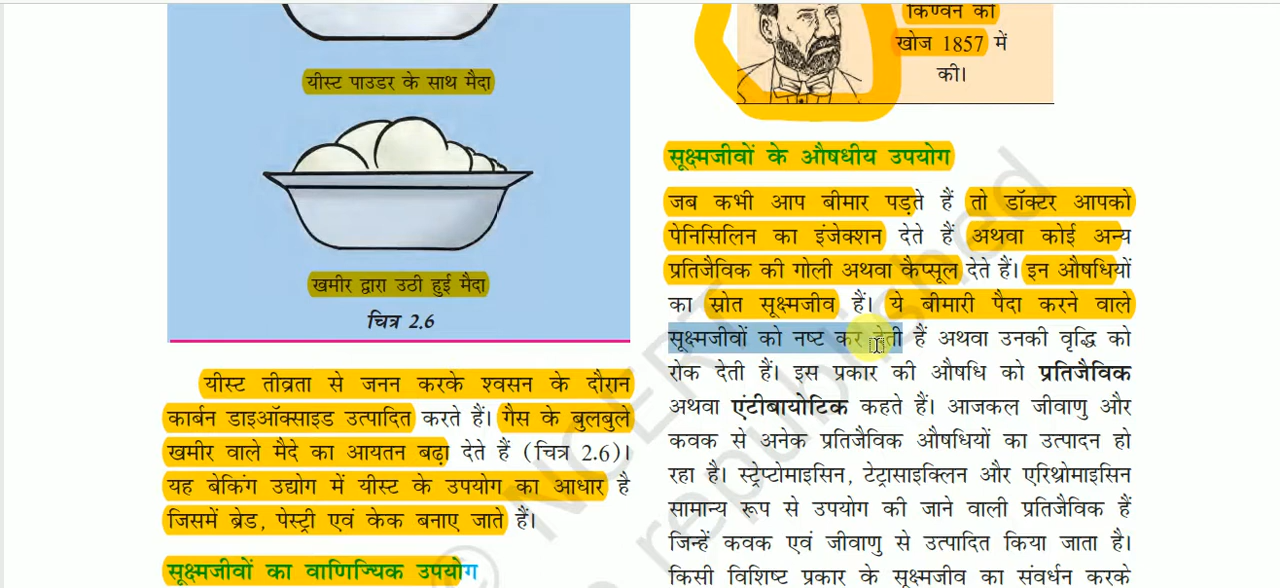 यीस्ट पाउडर के साथ मैदा
खमीर द्वारा उठी हुई मैदा
चित्र 2.6
यीस्ट तीव्रता से जनन करके श्वसन के दौरान
कार्बन डाइऑक्साइड उत्पादित करते हैं। गैस के बुलबुले
खमीर वाले मैदे का आयतन बढ़ा देते हैं (चित्र 2.6)।
यह बेकिंग उद्योग में यीस्ट के उपयोग का आधार है
जिसमें ब्रेड, पेस्ट्री एवं केक बनाए जाते हैं।
सूक्ष्मजीवों का वाणिज्यिक उपयोग
किण्वन की
खोज 1857 में
की।
सूक्ष्मजीवों के औषधीय उपयोग
जब कभी आप बीमार पड़ते हैं तो डॉक्टर आपको
पेनिसिलिन का इंजेक्शन देते हैं अथवा कोई अन्य
प्रतिजैविक की गोली अथवा कैप्सूल देते हैं। इन औषधियों
का स्रोत सूक्ष्मजीव हैं। ये बीमारी पैदा करने वाले
सूक्ष्मजीवों को नष्ट कर देती हैं अथवा उनकी वृद्धि को
रोक देती हैं। इस प्रकार की औषधि को प्रतिजैविक
अथवा एंटीबायोटिक कहते हैं। आजकल जीवाणु और
कवक से अनेक प्रतिजैविक औषधियों का उत्पादन हो
रहा है। स्ट्रेप्टोमाइसिन, टेट्रासाइक्लिन और एरिथ्रोमाइसिन
सामान्य रूप से उपयोग की जाने वाली प्रतिजैविक हैं
जिन्हें कवक एवं जीवाणु से उत्पादित किया जाता है।
किसी विशिष्ट प्रकार के सूक्ष्मजीव का संवर्धन करके
© NCERT
republished